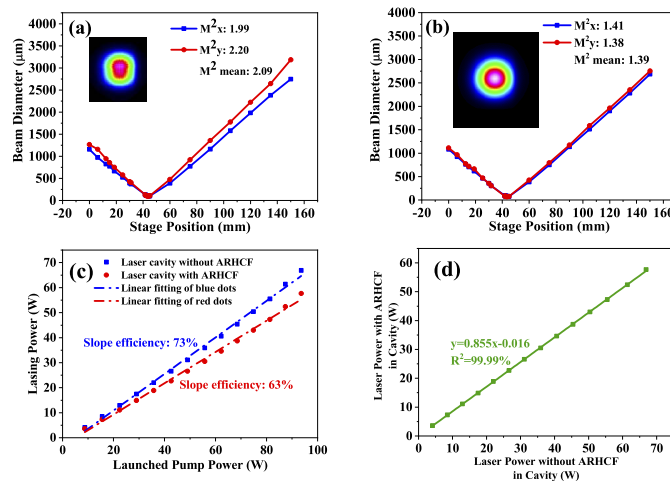 (a)
M²x: 1.99
M²y: 2.20
M² mean: 2.09
Beam Diameter (μm)
4000
3500
3000
2500
2000
1500
1000
500
0
-20 0 20 40 60 80 100 120 140 160
Stage Position (mm)
(b)
M²x: 1.41
M²y: 1.38
M² mean: 1.39
Beam Diameter (μm)
4000
3500
3000
2500
2000
1500
1000
500
0
-20 0 20 40 60 80 100 120 140 160
Stage Position (mm)
(c)
Laser cavity without ARHCF
Laser cavity with ARHCF
Linear fitting of blue dots
Linear fitting of red dots
Slope efficiency: 73%
Slope efficiency: 63%
Lasing Power (W)
70
60
50
40
30
20
10
0
0 20 40 60 80 100
Launched Pump Power (W)
(d)
y=0.855x-0.016
R²=99.99%
Laser Power with ARHCF
in Cavity (W)
60
50
40
30
20
10
0
0 10 20 30 40 50 60 70
Laser Power without ARHCF
in Cavity (W)